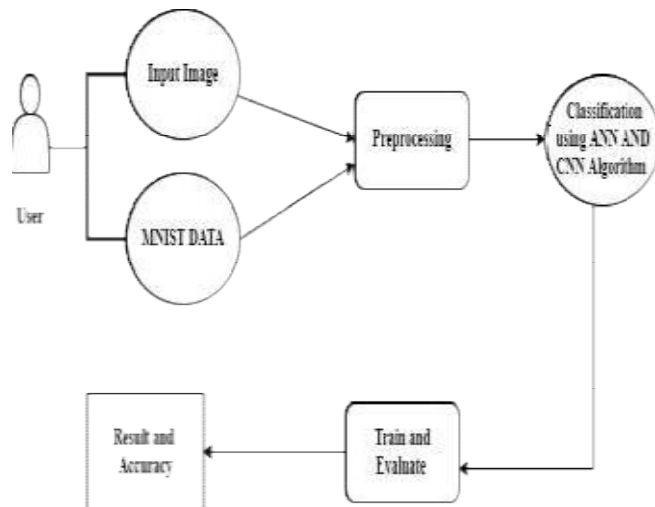 Input Image
User
MNIST DATA
Preprocessing
Classification
using ANN AND
CNN Algorithm
Train and
Evaluate
Result and
Accuracy